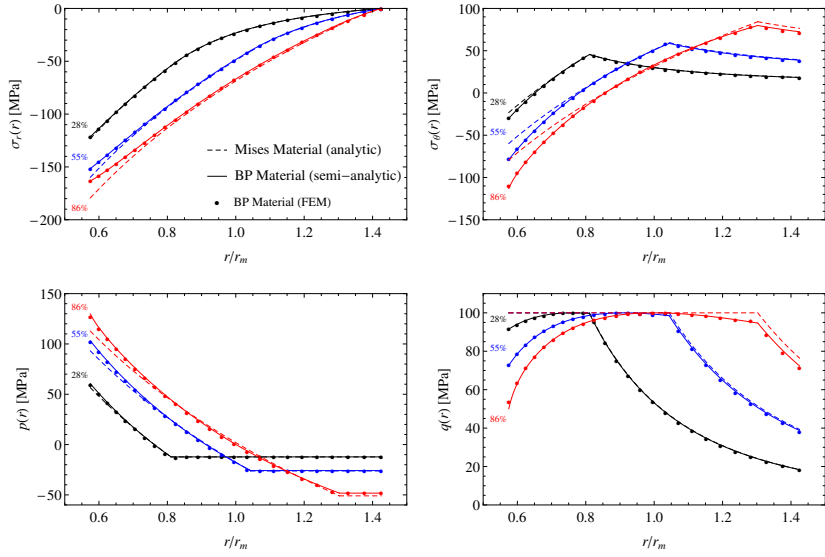 0
−50
−100
−150
−200
0.6 0.8 1.0 1.2 1.4
σr(r) [MPa]
r/rm
28%
55%
86%
Mises Material (analytic)
BP Material (semi−analytic)
BP Material (FEM)
100
50
0
−50
−100
−150
0.6 0.8 1.0 1.2 1.4
σθ(r) [MPa]
r/rm
28%
55%
86%
150
100
50
0
−50
0.6 0.8 1.0 1.2 1.4
p(r) [MPa]
r/rm
86%
55%
28%
120
100
80
60
40
20
0
0.6 0.8 1.0 1.2 1.4
q(r) [MPa]
r/rm
28%
55%
86%